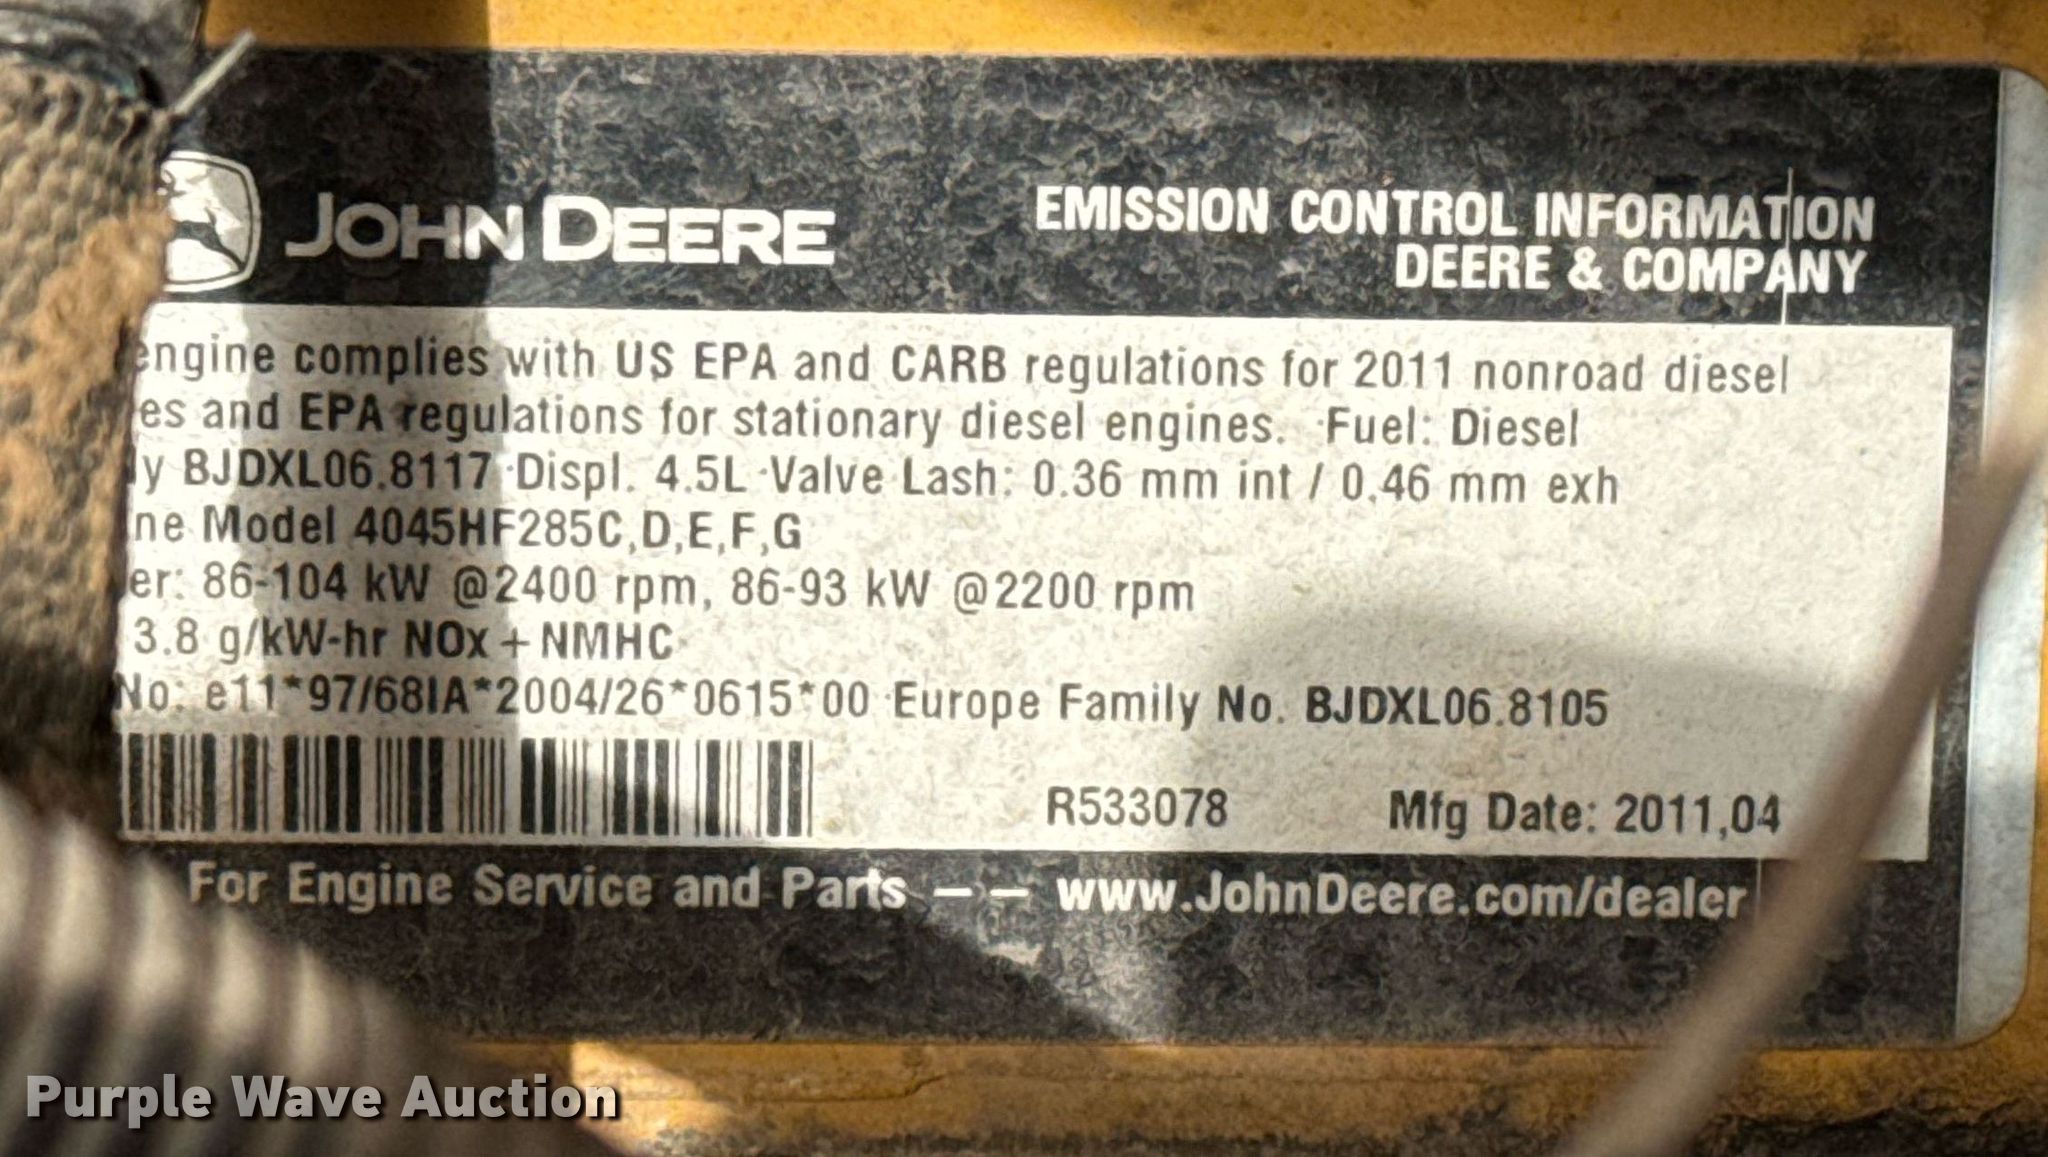 JOHN DEERE
EMISSION CONTROL INFORMATION
DEERE & COMPANY
engine complies with US EPA and CARB regulations for 2011 nonroad diesel
es and EPA regulations for stationary diesel engines. Fuel: Diesel
ly BJDXL06.8117 Displ. 4.5L Valve Lash: 0.36 mm int / 0.46 mm exh
ne Model 4045HF285C,D,E,F,G
er: 86-104 kW @2400 rpm, 86-93 kW @2200 rpm
3.8 g/kW-hr NOx + NMHC
No: e11*97/68IA*2004/26*0615*00 Europe Family No. BJDXL06.8105
R533078 Mfg Date: 2011,04
For Engine Service and Parts – – www.JohnDeere.com/dealer
Purple Wave Auction